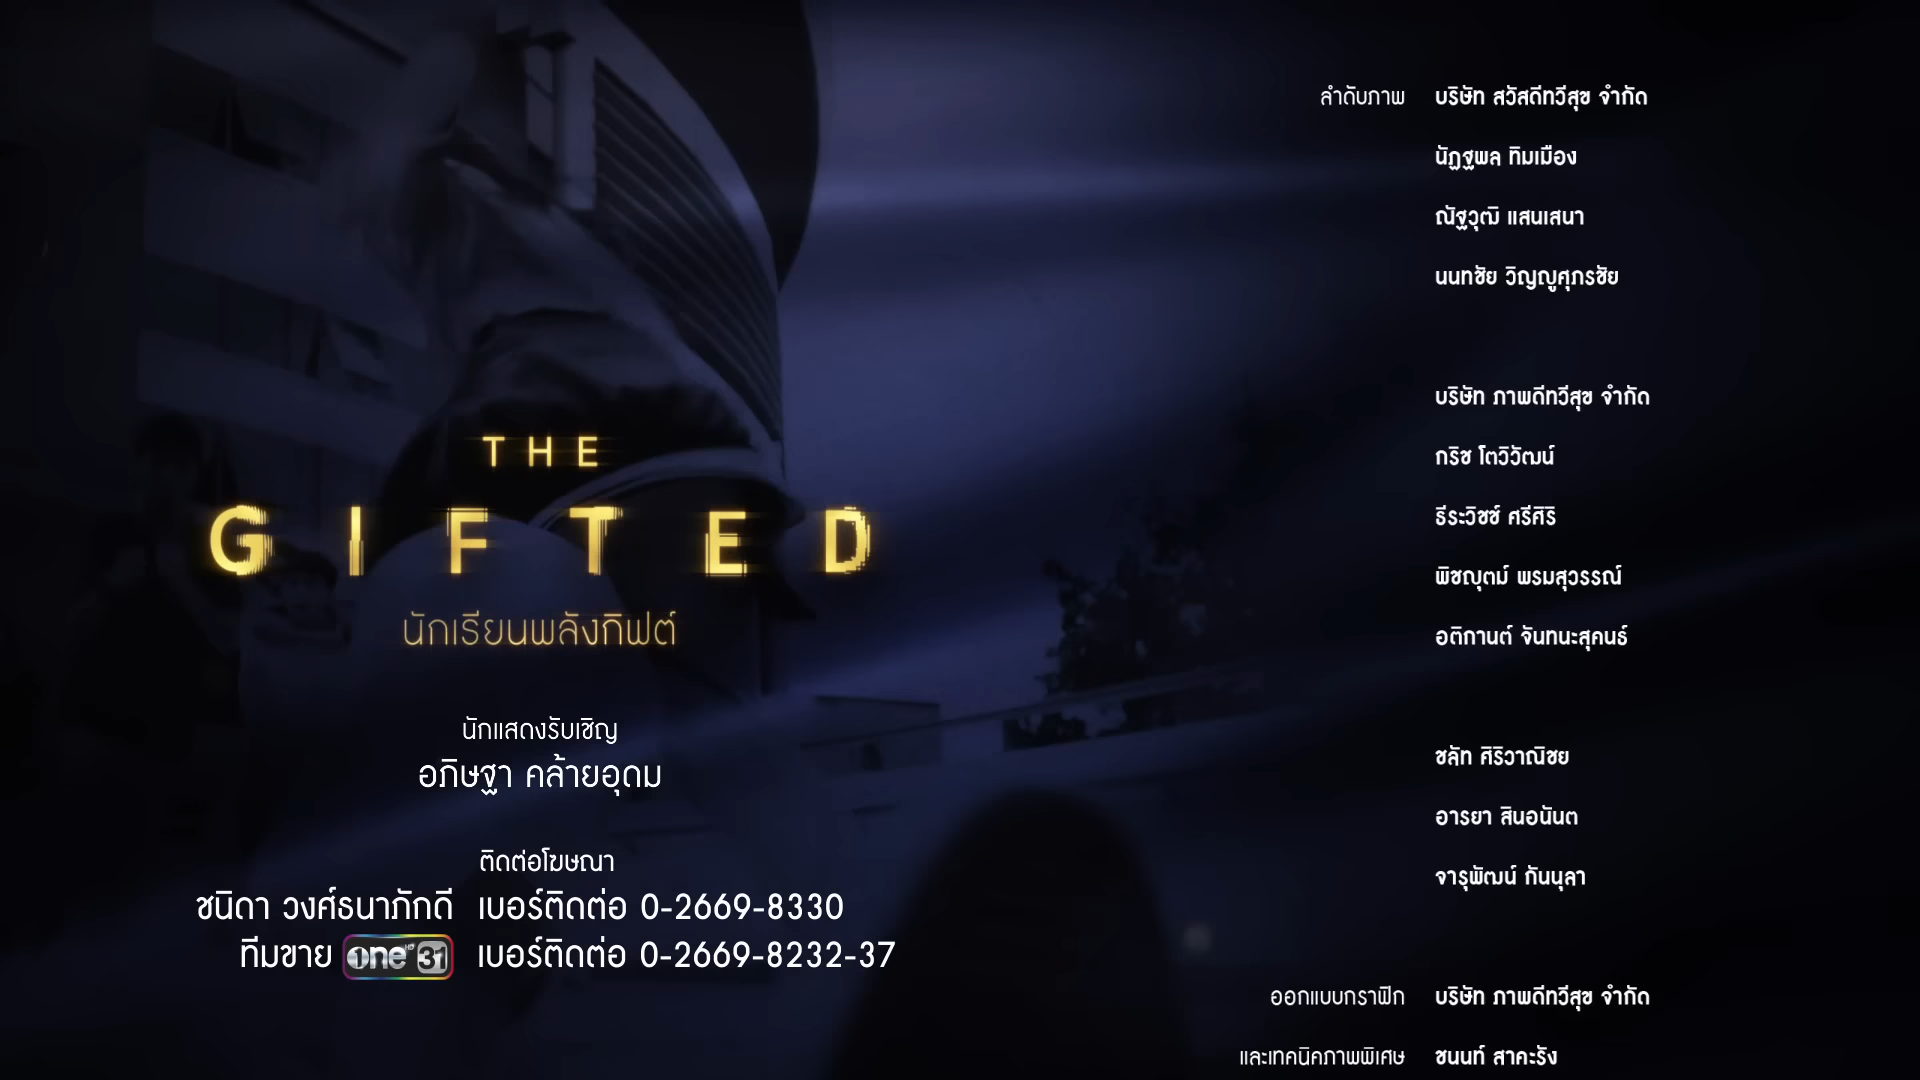 THE
GIFTED
นักเรียนพลังกิฟต์
นักแสดงรับเชิญ
อภิษฐา คล้ายอุดม
ติดต่อโฆษณา
ชนิดา วงศ์ธนาภักดี เบอร์ติดต่อ 0-2669-8330
ทีมขาย one HD 31 เบอร์ติดต่อ 0-2669-8232-37
ลำดับภาพ บริษัท สวัสดีทวีสุข จำกัด
นัฏฐพล ทิมเมือง
ณัฐวุฒิ แสนเสนา
นนทชัย วิญญูศุภรชัย
บริษัท ภาพดีทวีสุข จำกัด
กริช โตวิวัฒน์
ธีระวิชช์ ศรีศิริ
พิชญุตม์ พรมสุวรรณ์
อติกานต์ จันทนะสุคนธ์
ชลัท ศิริวาณิชย
อารยา สินอนันต
จารุพัฒน์ กันนุลา
ออกแบบกราฟิก บริษัท ภาพดีทวีสุข จำกัด
และเทคนิคภาพพิเศษ ชนนท์ สาคะรัง